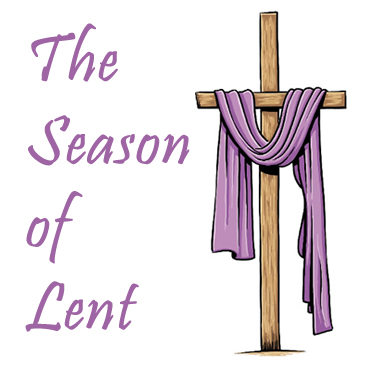 The
Season
of
Lent